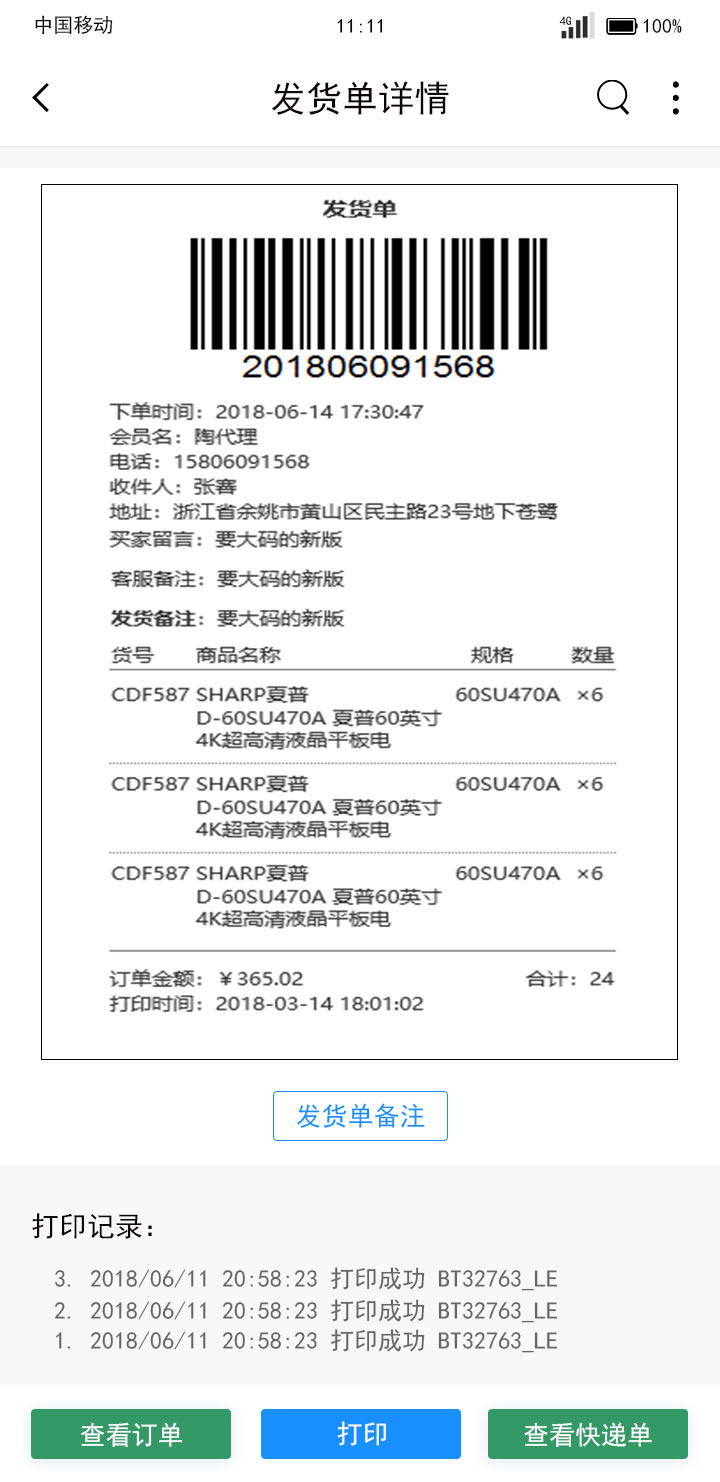 中国移动 11:11 4G 100%
发货单详情
发货单
201806091568
下单时间：2018-06-14 17:30:47
会员名：陶代理
电话：15806091568
收件人：张骞
地址：浙江省余姚市黄山区民主路23号地下苍鹭
买家留言：要大码的新版
客服备注：要大码的新版
发货备注：要大码的新版
货号 商品名称 规格 数量
CDF587 SHARP夏普 60SU470A ×6
D-60SU470A 夏普60英寸
4K超高清液晶平板电
CDF587 SHARP夏普 60SU470A ×6
D-60SU470A 夏普60英寸
4K超高清液晶平板电
CDF587 SHARP夏普 60SU470A ×6
D-60SU470A 夏普60英寸
4K超高清液晶平板电
订单金额：￥365.02 合计：24
打印时间：2018-03-14 18:01:02
发货单备注
打印记录：
3. 2018/06/11 20:58:23 打印成功 BT32763_LE
2. 2018/06/11 20:58:23 打印成功 BT32763_LE
1. 2018/06/11 20:58:23 打印成功 BT32763_LE
查看订单 打印 查看快递单